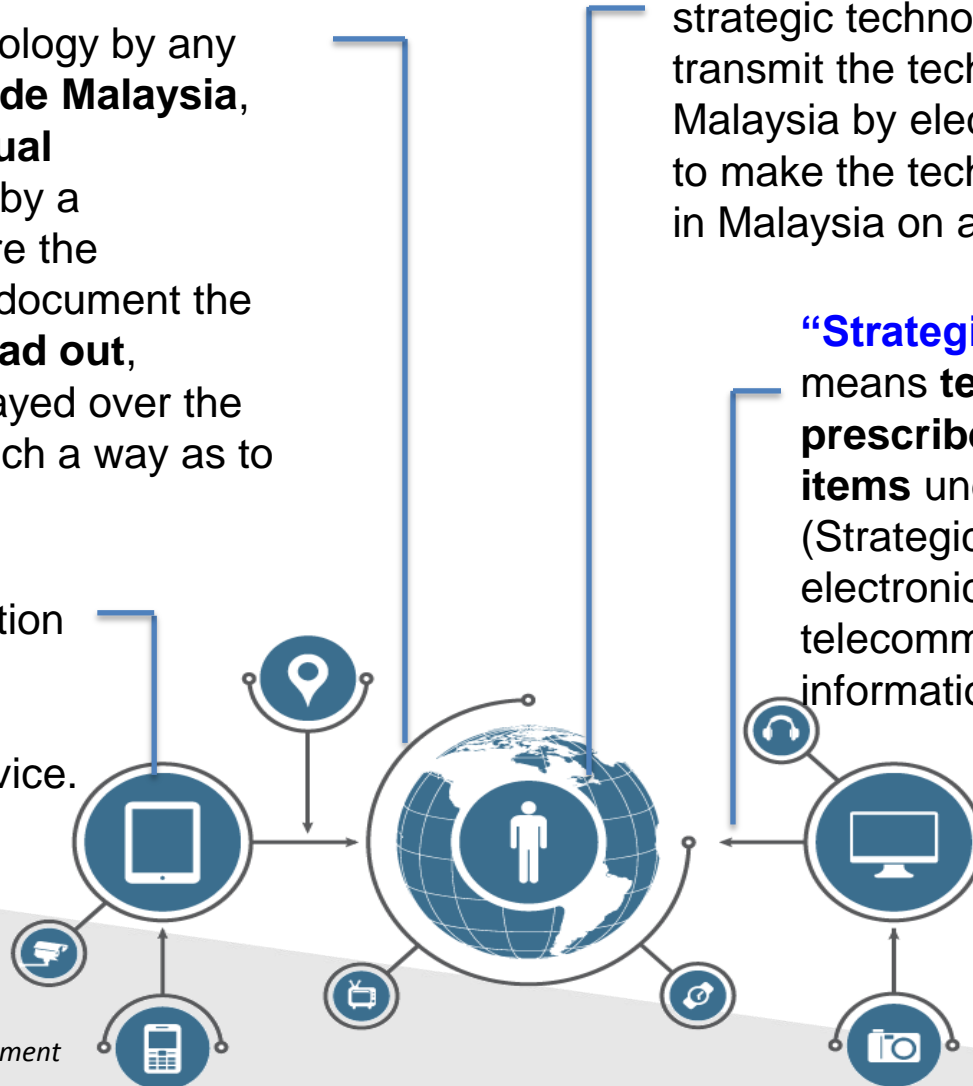 ology by any
de Malaysia,
ual
by a
re the
document the
ad out,
ayed over the
ch a way as to
tion
vice.
strategic techno
transmit the tech
Malaysia by elec
to make the tech
in Malaysia on a
“Strategi
means te
prescribe
items un
(Strategic
electronic
telecomm
informatic
ment